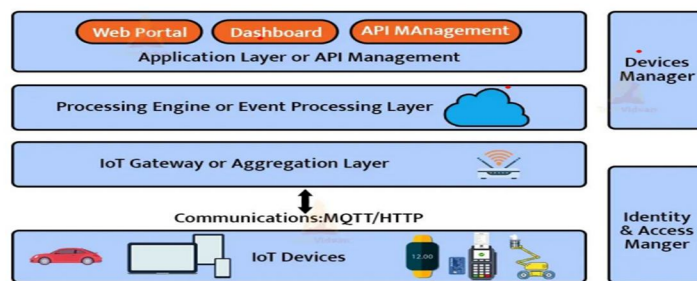 Web Portal
Dashboard
API MAnagement
Application Layer or API Management
Processing Engine or Event Processing Layer
IoT Gateway or Aggregation Layer
Communications:MQTT/HTTP
IoT Devices
12.00
Devices
Manager
Identity
& Access
Manger